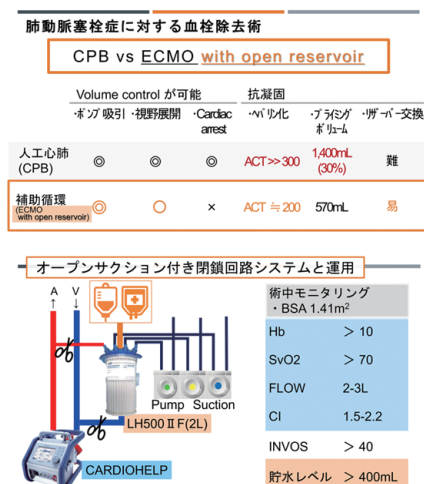 肺動脈塞栓症に対する血栓除去術
CPB vs ECMO with open reservoir
Volume control が可能 抗凝固
・ポンプ吸引 ・視野展開 ・Cardiac arrest ・ヘパリン化 ・プライミングボリューム ・リザーバー交換
人工心肺 (CPB) ◎ ◎ ◎ ACT>>300 1,400mL (30%) 難
補助循環 (ECMO with open reservoir) ◎ ○ × ACT≒200 570mL 易
オープンサクション付き閉鎖回路システムと運用
A V
↑ ↓
Pump Suction
LH500ⅡF(2L)
CARDIOHELP
術中モニタリング
・BSA 1.41m²
Hb ＞10
SvO2 ＞70
FLOW 2-3L
CI 1.5-2.2
INVOS ＞40
貯水レベル ＞400mL